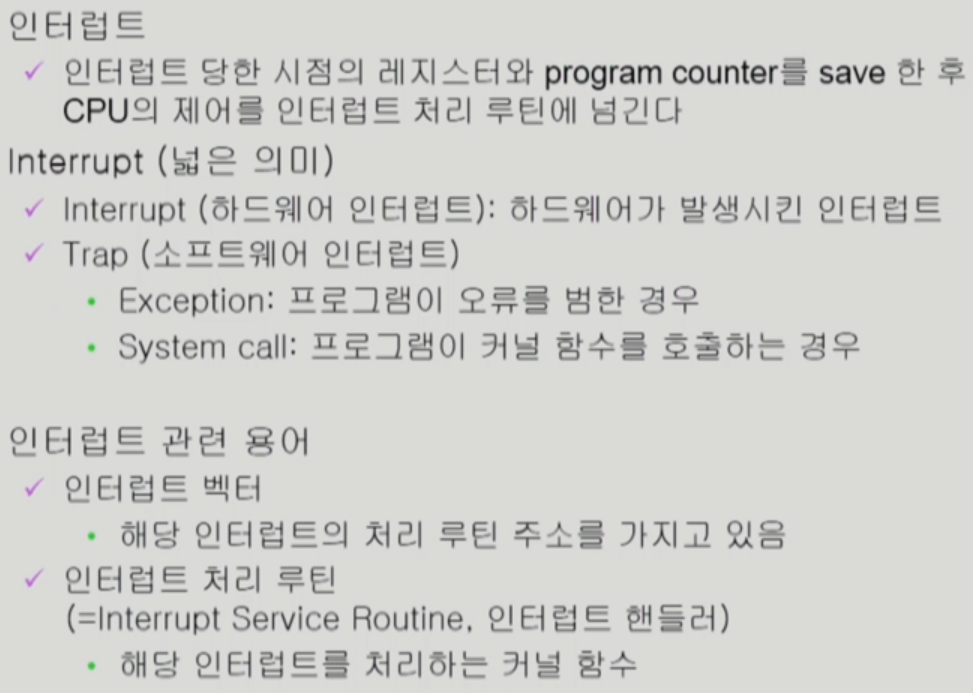 인터럽트
✓ 인터럽트 당한 시점의 레지스터와 program counter를 save 한 후
CPU의 제어를 인터럽트 처리 루틴에 넘긴다
Interrupt (넓은 의미)
✓ Interrupt (하드웨어 인터럽트): 하드웨어가 발생시킨 인터럽트
✓ Trap (소프트웨어 인터럽트)
• Exception: 프로그램이 오류를 범한 경우
• System call: 프로그램이 커널 함수를 호출하는 경우
인터럽트 관련 용어
✓ 인터럽트 벡터
• 해당 인터럽트의 처리 루틴 주소를 가지고 있음
✓ 인터럽트 처리 루틴
(=Interrupt Service Routine, 인터럽트 핸들러)
• 해당 인터럽트를 처리하는 커널 함수